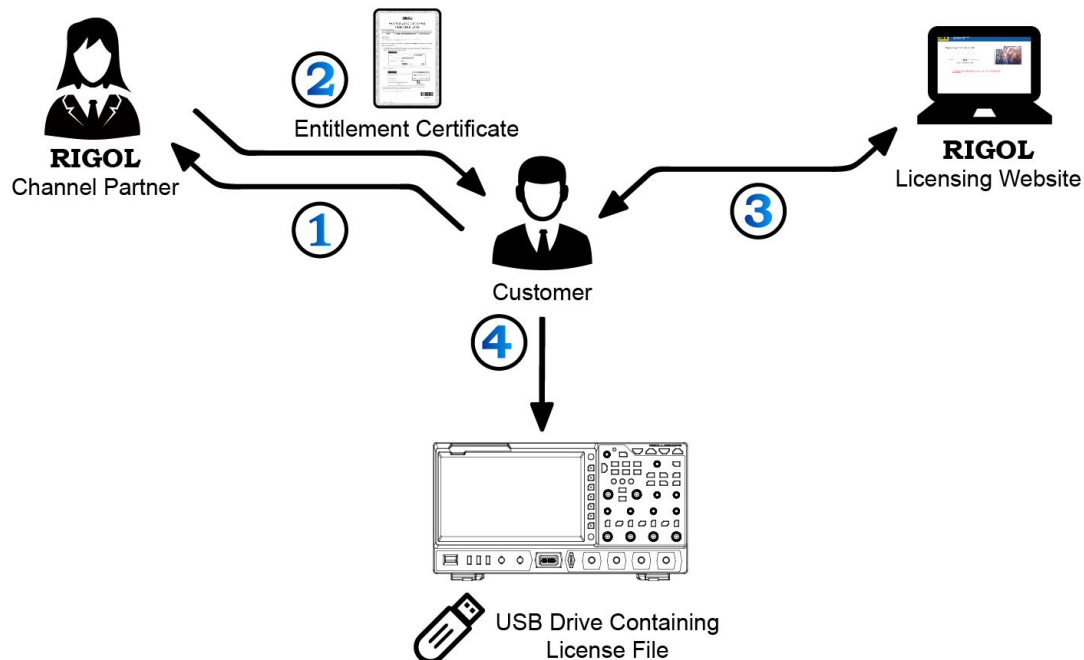 2
Entitlement Certificate
RIGOL
Channel Partner
1
RIGOL
Licensing Website
3
Customer
4
USB Drive Containing
License File